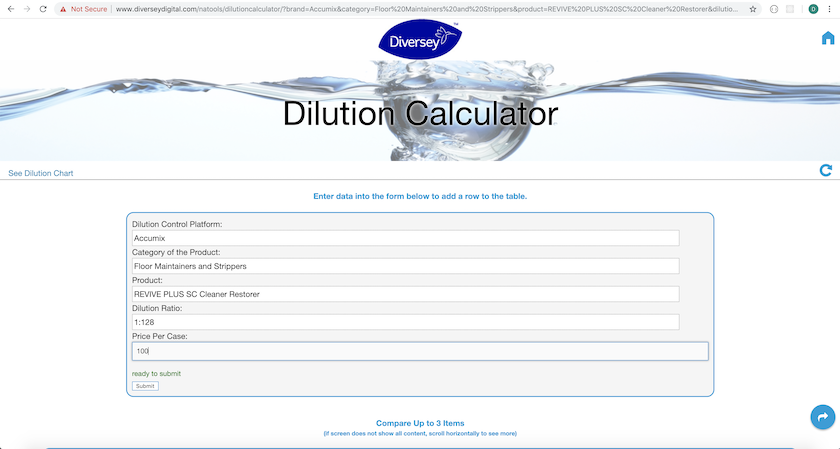 Not Secure | www.diverseydigital.com/natools/dilutioncalculator/?brand=Accumix&category=Floor%20Maintainers%20and%20Strippers&product=REVIVE%20PLUS%20SC%20Cleaner%20Restorer&dilutio...
D
Diversey™
Dilution Calculator
See Dilution Chart
Enter data into the form below to add a row to the table.
Dilution Control Platform:
Accumix
Category of the Product:
Floor Maintainers and Strippers
Product:
REVIVE PLUS SC Cleaner Restorer
Dilution Ratio:
1:128
Price Per Case:
100
ready to submit
Submit
Compare Up to 3 Items
(If screen does not show all content, scroll horizontally to see more)